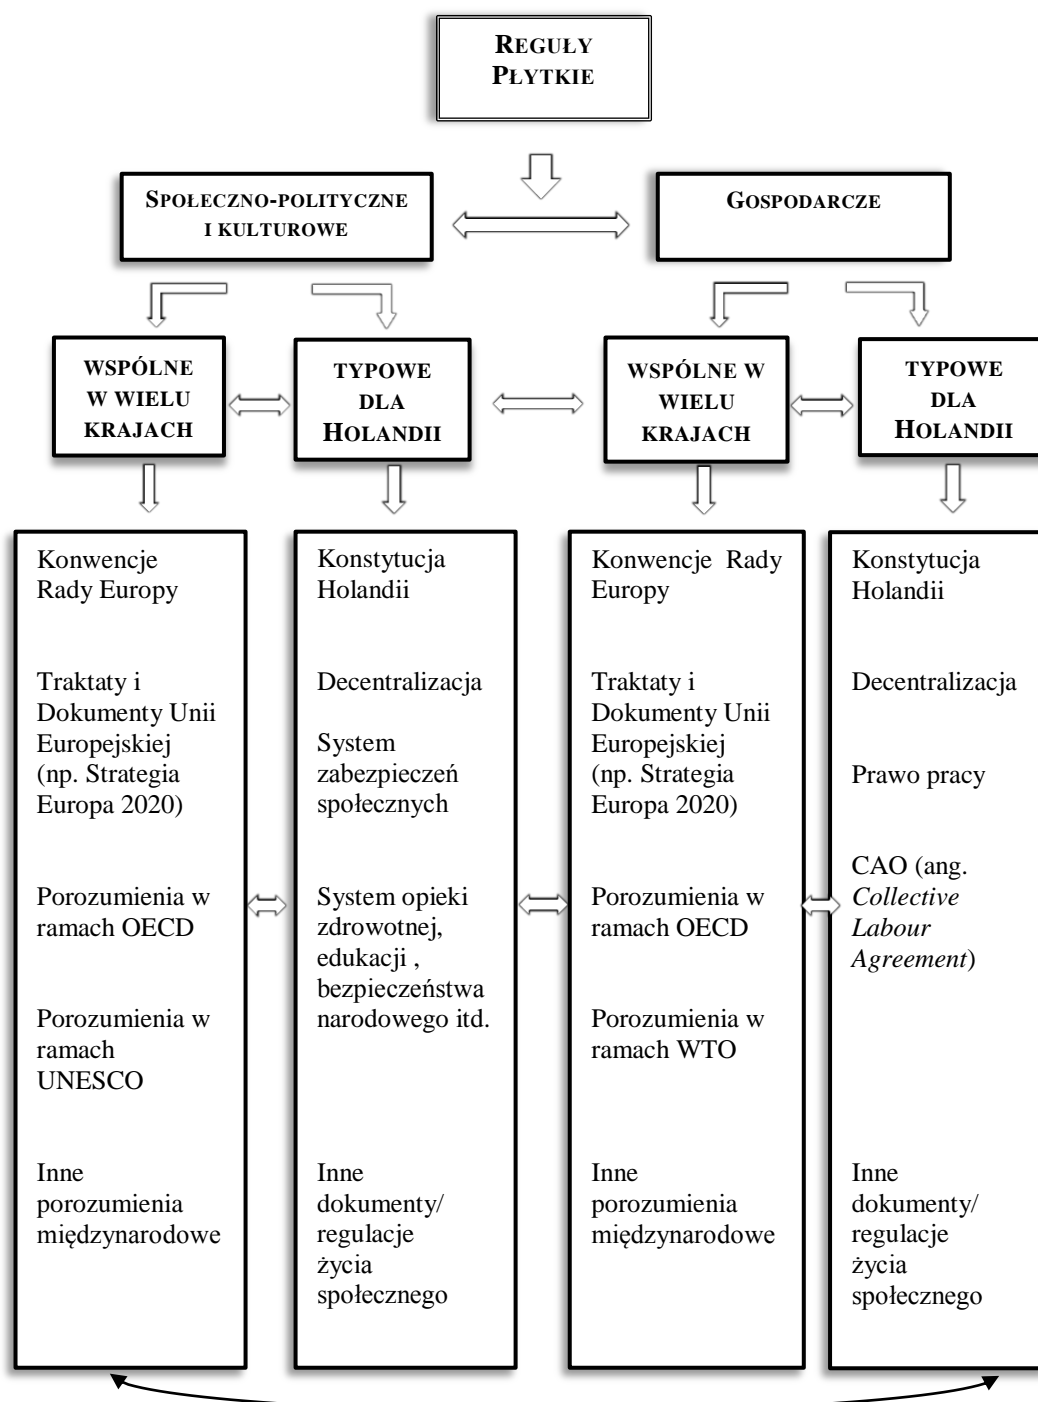 REGUŁY
PŁYTKIE
SPOŁECZNO-POLITYCZNE
I KULTUROWE
GOSPODARCZE
WSPÓLNE
W WIELU
KRAJACH
TYPOWE
DLA
HOLANDII
WSPÓLNE W
WIELU
KRAJACH
TYPOWE
DLA
HOLANDII
Konwencje
Rady Europy
Traktaty i
Dokumenty Unii
Europejskiej
(np. Strategia
Europa 2020)
Porozumienia w
ramach OECD
Porozumienia w
ramach
UNESCO
Inne
porozumienia
międzynarodowe
Konstytucja
Holandii
Decentralizacja
System
zabezpieczeń
społecznych
System opieki
zdrowotnej,
edukacji ,
bezpieczeństwa
narodowego itd.
Inne
dokumenty/
regulacje
życia
społecznego
Konwencje Rady
Europy
Traktaty i
Dokumenty Unii
Europejskiej
(np. Strategia
Europa 2020)
Porozumienia w
ramach OECD
Porozumienia w
ramach WTO
Inne
porozumienia
międzynarodowe
Konstytucja
Holandii
Decentralizacja
Prawo pracy
CAO (ang.
Collective
Labour
Agreement)
Inne
dokumenty/
regulacje
życia
społecznego